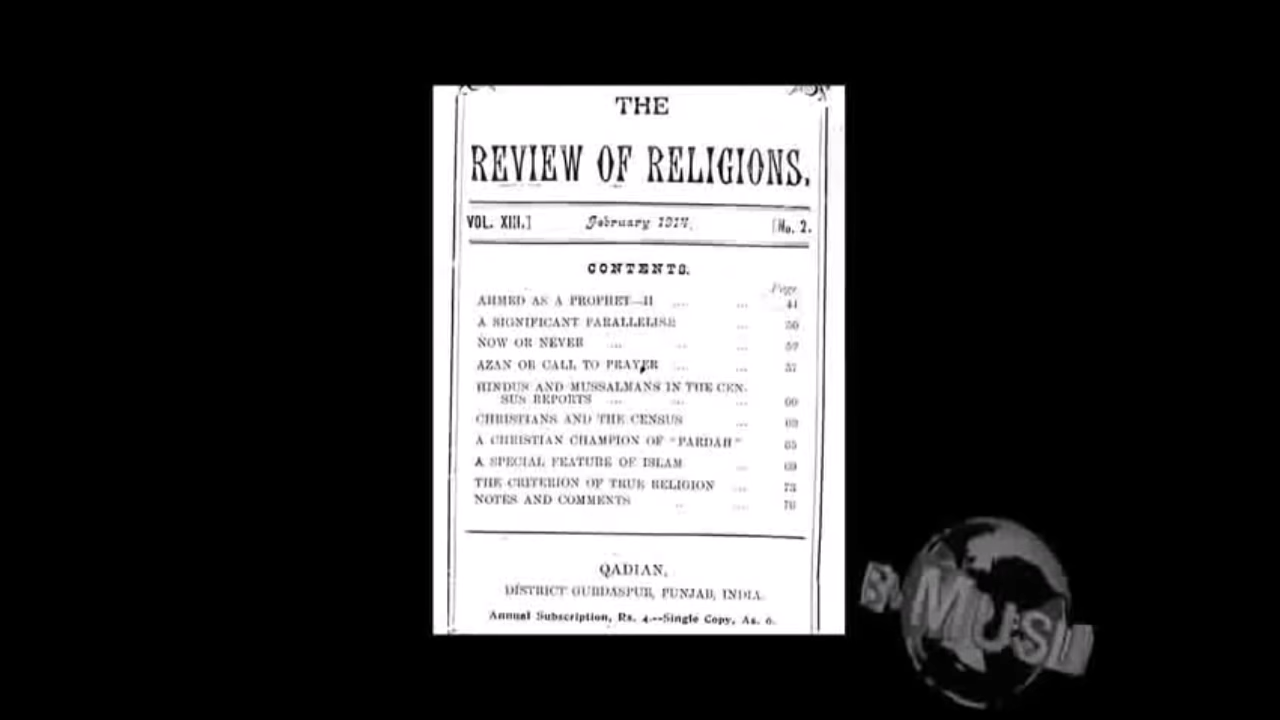 THE
REVIEW OF RELIGIONS.
VOL. XIII.] February 1914. [No. 2.
CONTENTS.
Page
AHMED AS A PROPHET—II .... ... 41
A SIGNIFICANT PARALLELISM ... 50
NOW OR NEVER ... ... ...
AZAN OR CALL TO PRAYER .... ... 57
HINDUS AND MUSSALMANS IN THE CEN-
SUS REPORTS ... ... ... 60
CHRISTIANS AND THE CENSUS ... 63
A CHRISTIAN CHAMPION OF "PARDAH" 65
A SPECIAL FEATURE OF ISLAM ... 69
THE CRITERION OF TRUE RELIGION ... 73
NOTES AND COMMENTS .. .... 76
QADIAN,
DISTRICT GURDASPUR, PUNJAB, INDIA.
Annual Subscription, Rs. 4.--Single Copy, As. 6.
MUSLI